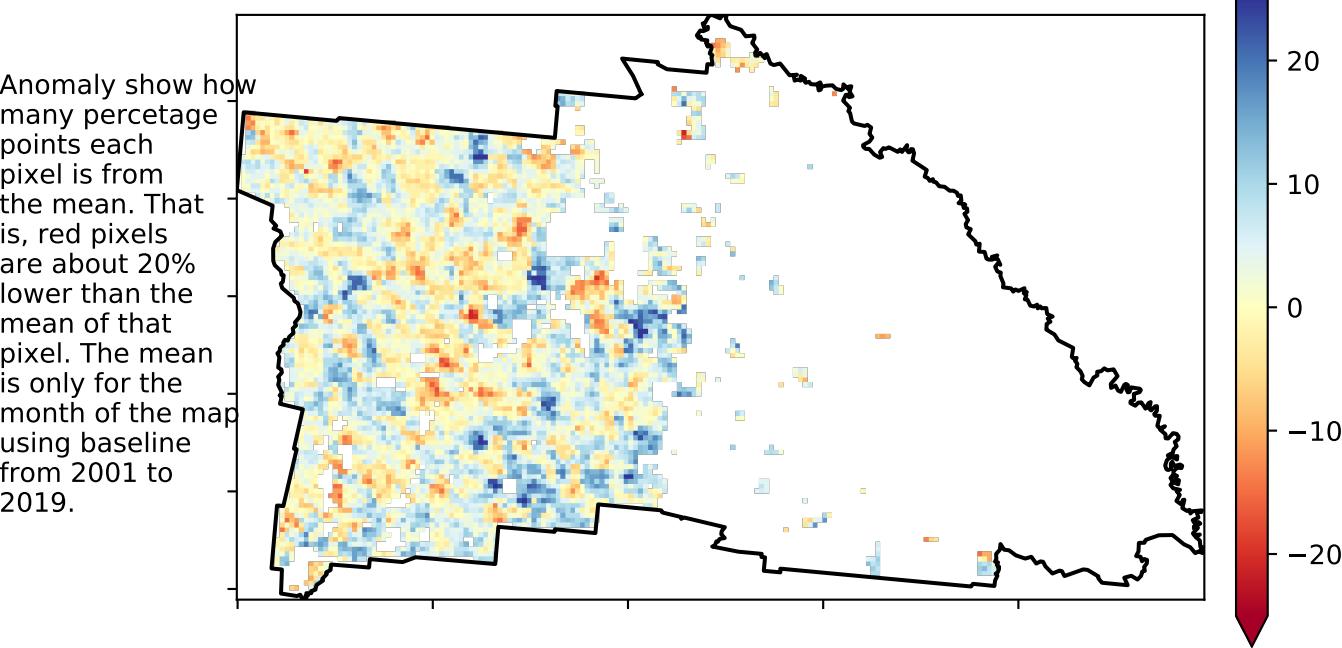 Anomaly show how
many percetage
points each
pixel is from
the mean. That
is, red pixels
are about 20%
lower than the
mean of that
pixel. The mean
is only for the
month of the map
using baseline
from 2001 to
2019.
20
10
0
−10
−20